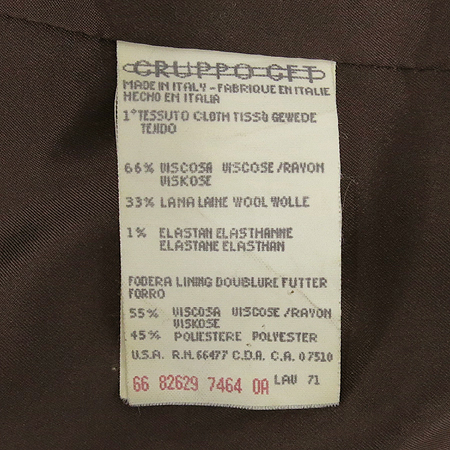 GRUPPO GFT
MADE IN ITALY - FABRIQUE EN ITALIE
HECHO EN ITALIA
1° TESSUTO CLOTH TISSÙ GEWEDE
TEJIDO
66% VISCOSA VISCOSE/RAYON
VISKOSE
33% LANA LAINE WOOL WOLLE
1% ELASTAN ELASTHANNE
ELASTANE ELASTHAN
FODERA LINING DOUBLURE FUTTER
FORRO
55% VISCOSA VISCOSE/RAYON
VISKOSE
45% POLIESTERE POLYESTER
U.S.A. R.N. 66477 C.D.A. C.A. 07510
66 82629 7464 0A LAV 71